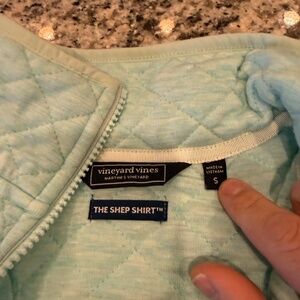 vineyard vines
MARTHA'S VINEYARD
MADE IN
VIETNAM
S
THE SHEP SHIRT™